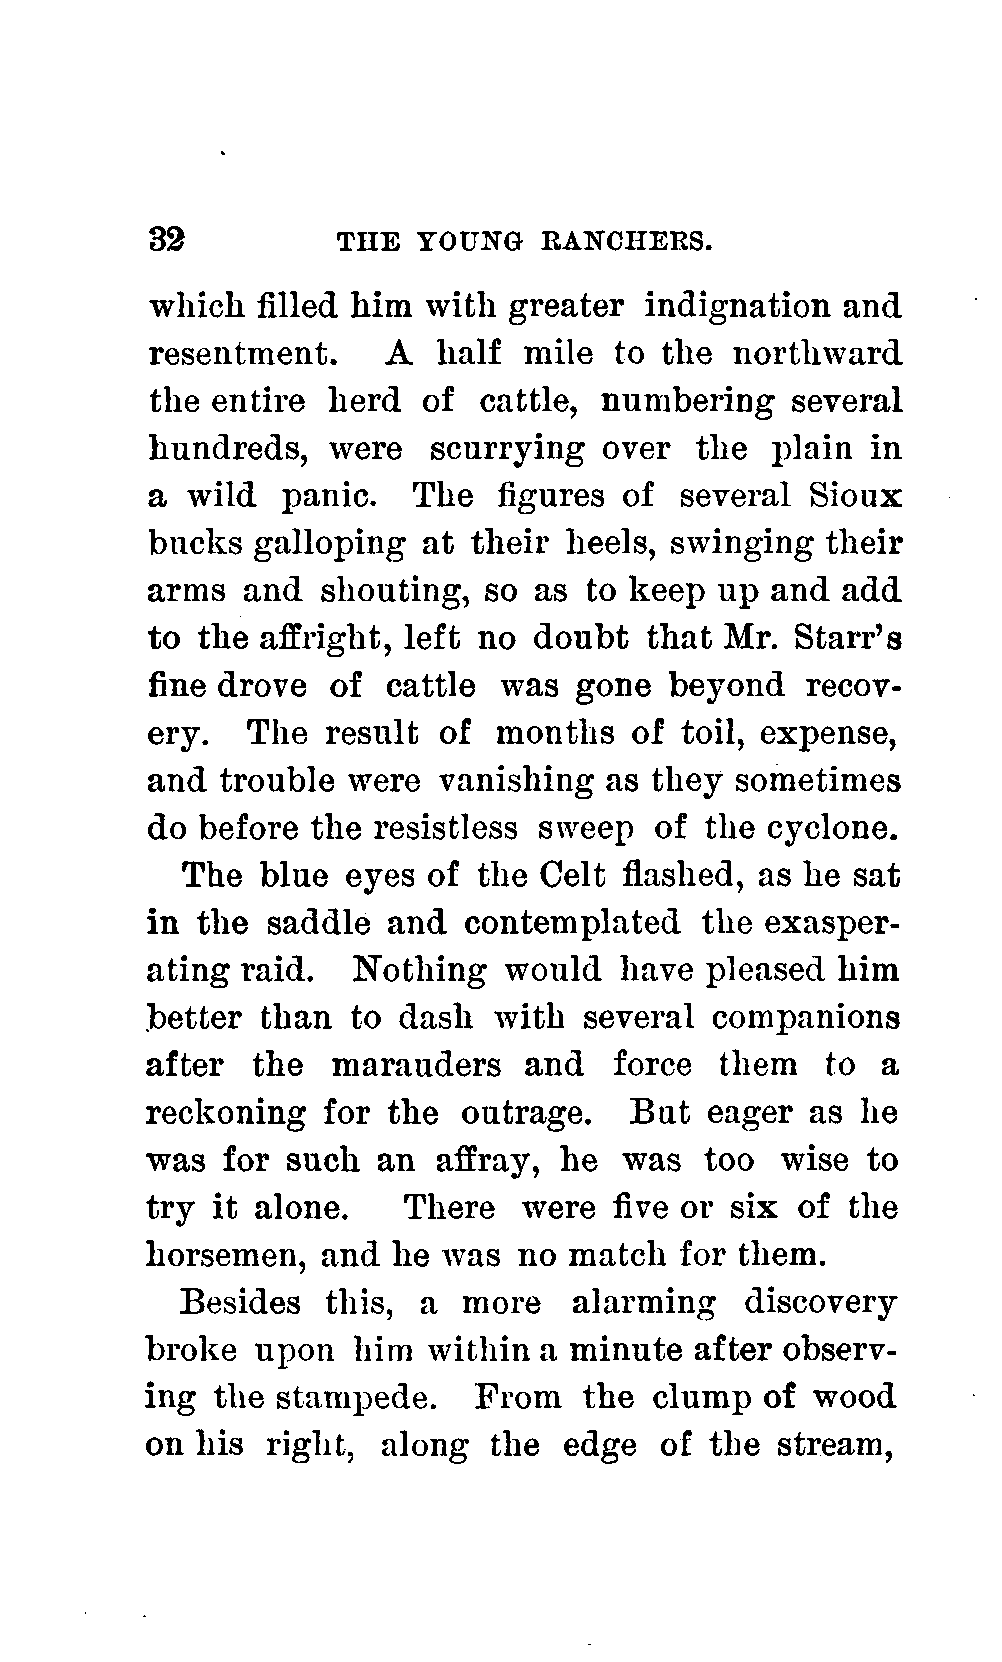 32 THE YOUNG RANCHERS.
which filled him with greater indignation and
resentment. A half mile to the northward
the entire herd of cattle, numbering several
hundreds, were scurrying over the plain in
a wild panic. The figures of several Sioux
bucks galloping at their heels, swinging their
arms and shouting, so as to keep up and add
to the affright, left no doubt that Mr. Starr's
fine drove of cattle was gone beyond recov-
ery. The result of months of toil, expense,
and trouble were vanishing as they sometimes
do before the resistless sweep of the cyclone.
The blue eyes of the Celt flashed, as he sat
in the saddle and contemplated the exasper-
ating raid. Nothing would have pleased him
better than to dash with several companions
after the marauders and force them to a
reckoning for the outrage. But eager as he
was for such an affray, he was too wise to
try it alone. There were five or six of the
horsemen, and he was no match for them.
Besides this, a more alarming discovery
broke upon him within a minute after observ-
ing the stampede. From the clump of wood
on his right, along the edge of the stream,